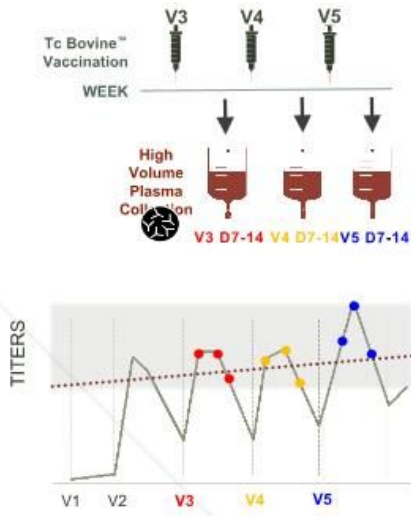 V3 V4 V5
Tc Bovine™
Vaccination
WEEK
High
Volume
Plasma
Collection
V3 D7-14 V4 D7-14 V5 D7-14
TITERS
V1 V2 V3 V4 V5